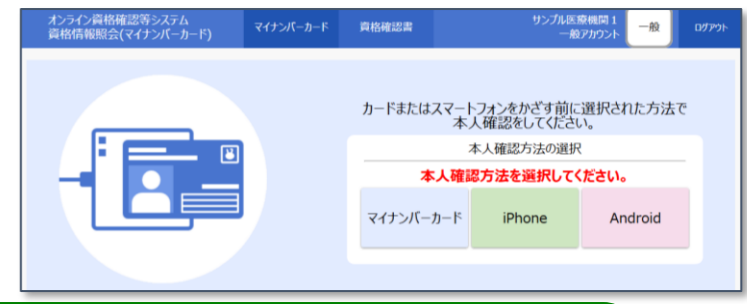 オンライン資格確認等システム
資格情報照会(マイナンバーカード)
マイナンバーカード
資格確認書
サンプル医療機関1
一般アカウント
一般
ログアウト
カードまたはスマートフォンをかざす前に選択された方法で
本人確認をしてください。
本人確認方法の選択
本人確認方法を選択してください。
マイナンバーカード
iPhone
Android